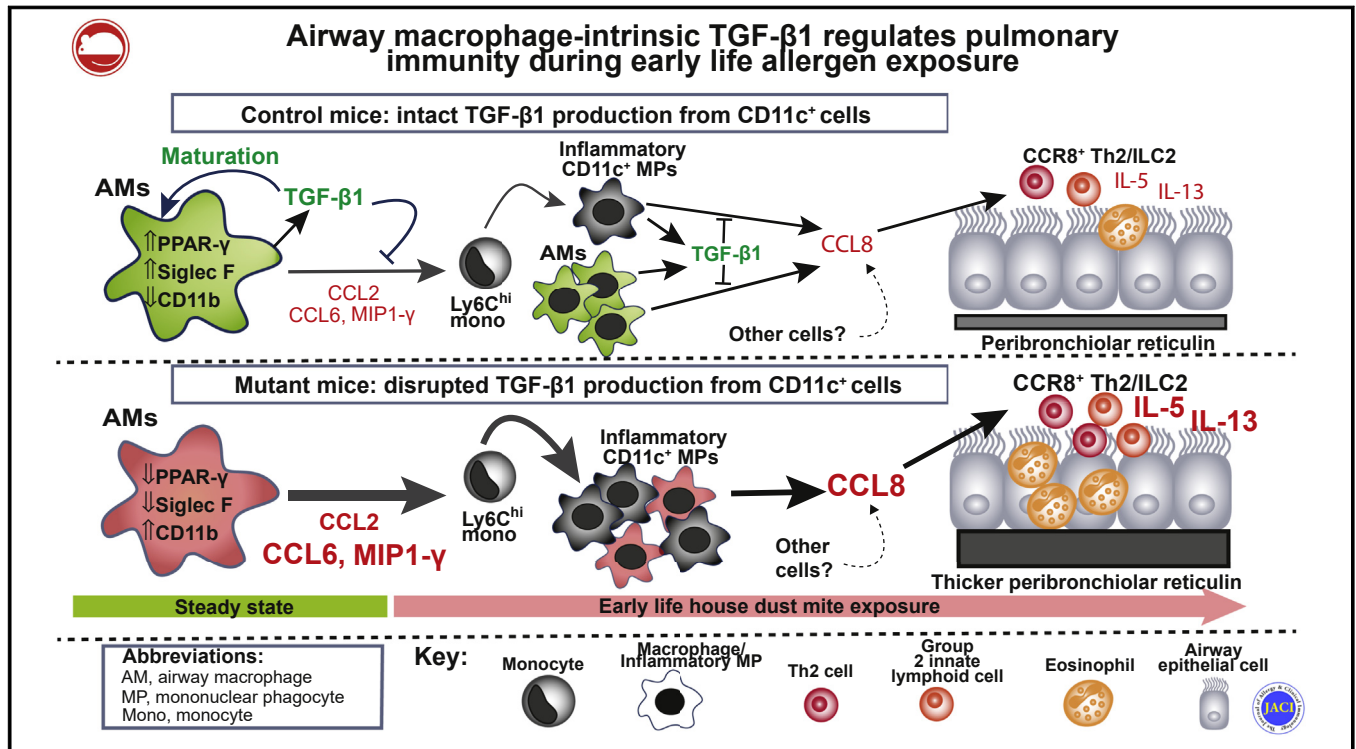 Airway macrophage-intrinsic TGF-β1 regulates pulmonary
immunity during early life allergen exposure
Control mice: intact TGF-β1 production from CD11c⁺ cells
Maturation
AMs
TGF-β1
⇑PPAR-γ
⇑Siglec F
⇓CD11b
CCL2
CCL6, MIP1-γ
Ly6Cʰⁱ
mono
Inflammatory
CD11c⁺ MPs
AMs
TGF-β1
CCL8
Other cells?
CCR8⁺ Th2/ILC2
IL-5
IL-13
Peribronchiolar reticulin
Mutant mice: disrupted TGF-β1 production from CD11c⁺ cells
AMs
⇓PPAR-γ
⇓Siglec F
⇑CD11b
CCL2
CCL6, MIP1-γ
Ly6Cʰⁱ
mono
Inflammatory
CD11c⁺ MPs
CCL8
Other
cells?
CCR8⁺ Th2/ILC2
IL-5
IL-13
Thicker peribronchiolar reticulin
Steady state
Early life house dust mite exposure
Abbreviations:
AM, airway macrophage
MP, mononuclear phagocyte
Mono, monocyte
Key:
Monocyte
Macrophage/
Inflammatory MP
Th2 cell
Group
2 innate
lymphoid cell
Eosinophil
Airway
epithelial cell
JACI